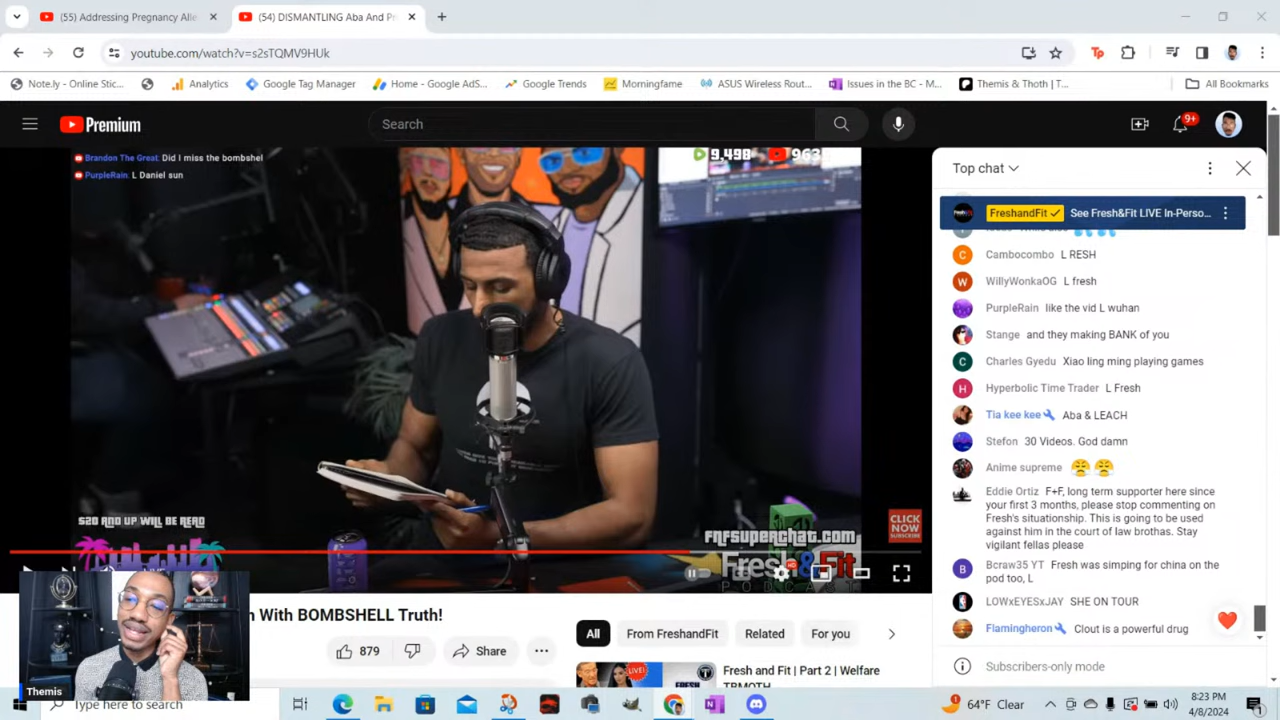 (55) Addressing Pregnancy Alle
(54) DISMANTLING Aba And Pr
youtube.com/watch?v=s2sTQMV9HUk
Note.ly - Online Stic...
Analytics
Google Tag Manager
Home - Google AdS...
Google Trends
Morningfame
ASUS Wireless Rout...
Issues in the BC - M...
Themis & Thoth | T...
All Bookmarks
Premium
Search
9+
Brandon The Great: Did I miss the bombshel
PurpleRain: L Daniel sun
9,498
963
$20 AND UP WILL BE READ
FNFSUPERCHAT.COM
Fresh & Fit
PODCAST
CLICK
NOW
SUBSCRIBE
Themis
With BOMBSHELL Truth!
879
Share
All
From FreshandFit
Related
For you
LIVE!
Fresh and Fit | Part 2 | Welfare
Top chat
FreshandFit See Fresh&Fit LIVE In-Perso...
Cambocombo L RESH
WillyWonkaOG L fresh
PurpleRain like the vid L wuhan
Stange and they making BANK of you
Charles Gyedu Xiao ling ming playing games
Hyperbolic Time Trader L Fresh
Tia kee kee Aba & LEACH
Stefon 30 Videos. God damn
Anime supreme
Eddie Ortiz F+F, long term supporter here since
your first 3 months, please stop commenting on
Fresh's situationship. This is going to be used
against him in the court of law brothas. Stay
vigilant fellas please
Bcraw35 YT Fresh was simping for china on the
pod too, L
LOWxEYESxJAY SHE ON TOUR
Flamingheron Clout is a powerful drug
Subscribers-only mode
Type here to search
64°F Clear
8:23 PM
4/8/2024